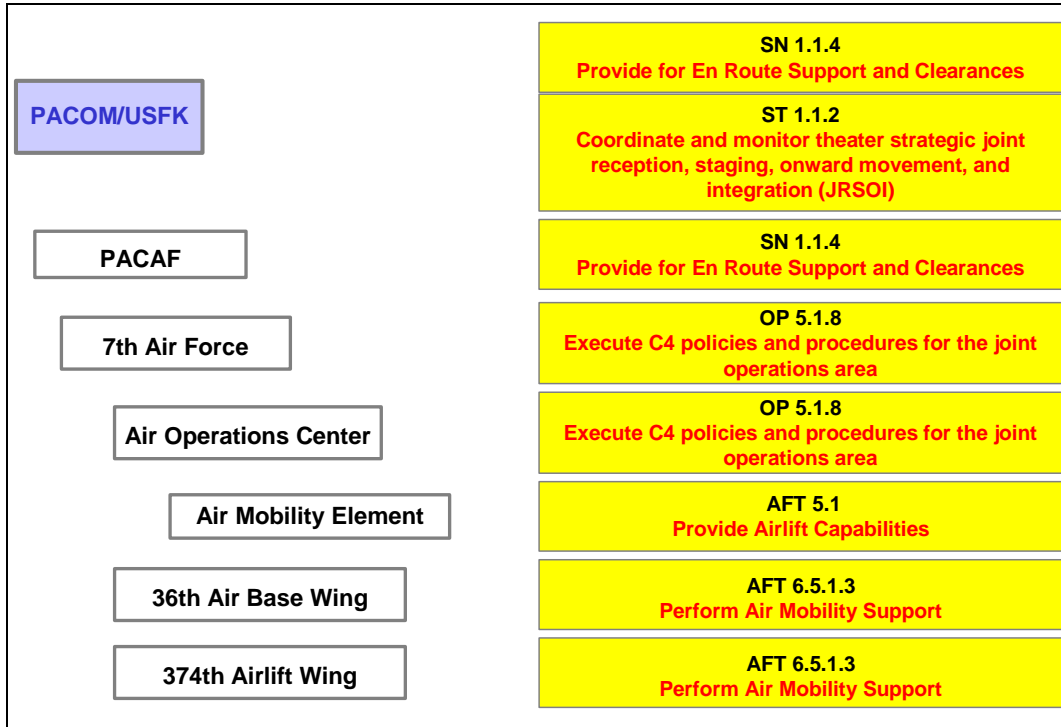 SN 1.1.4
Provide for En Route Support and Clearances
PACOM/USFK
ST 1.1.2
Coordinate and monitor theater strategic joint
reception, staging, onward movement, and
integration (JRSOI)
PACAF
SN 1.1.4
Provide for En Route Support and Clearances
7th Air Force
OP 5.1.8
Execute C4 policies and procedures for the joint
operations area
Air Operations Center
OP 5.1.8
Execute C4 policies and procedures for the joint
operations area
Air Mobility Element
AFT 5.1
Provide Airlift Capabilities
36th Air Base Wing
AFT 6.5.1.3
Perform Air Mobility Support
374th Airlift Wing
AFT 6.5.1.3
Perform Air Mobility Support